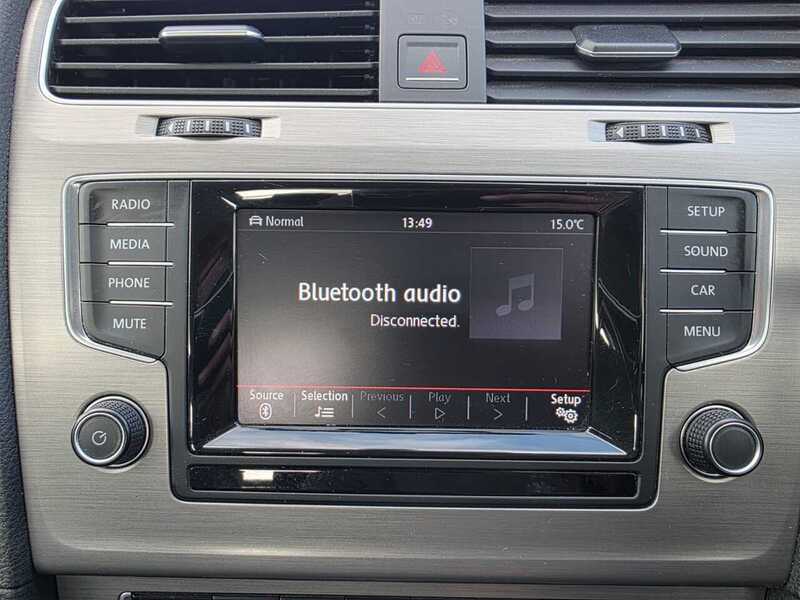 RADIO
MEDIA
PHONE
MUTE
Normal
13:49
15.0°C
Bluetooth audio
Disconnected.
Source
Selection
Previous
Play
Next
Setup
SETUP
SOUND
CAR
MENU